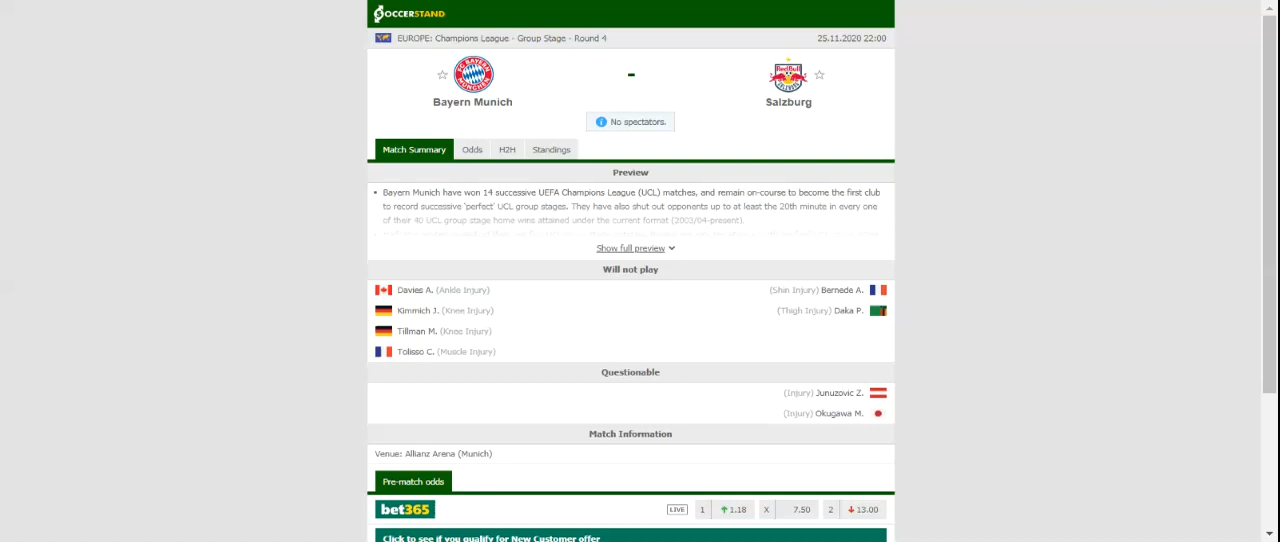 SOCCERSTAND
EUROPE: Champions League - Group Stage - Round 4 25.11.2020 22:00
-
Bayern Munich Salzburg
No spectators.
Match Summary Odds H2H Standings
Preview
• Bayern Munich have won 14 successive UEFA Champions League (UCL) matches, and remain on-course to become the first club
to record successive 'perfect' UCL group stages. They have also shut out opponents up to at least the 20th minute in every one
of their 40 UCL group stage home wins attained under the current format (2003/04-present).
Show full preview
Will not play
Davies A. (Ankle Injury) (Shin Injury) Bernede A.
Kimmich J. (Knee Injury) (Thigh Injury) Daka P.
Tillman M. (Knee Injury)
Tolisso C. (Muscle Injury)
Questionable
(Injury) Junuzovic Z.
(Injury) Okugawa M.
Match Information
Venue: Allianz Arena (Munich)
Pre-match odds
bet365 LIVE 1 1.18 X 7.50 2 13.00
Click to see if you qualify for New Customer offer